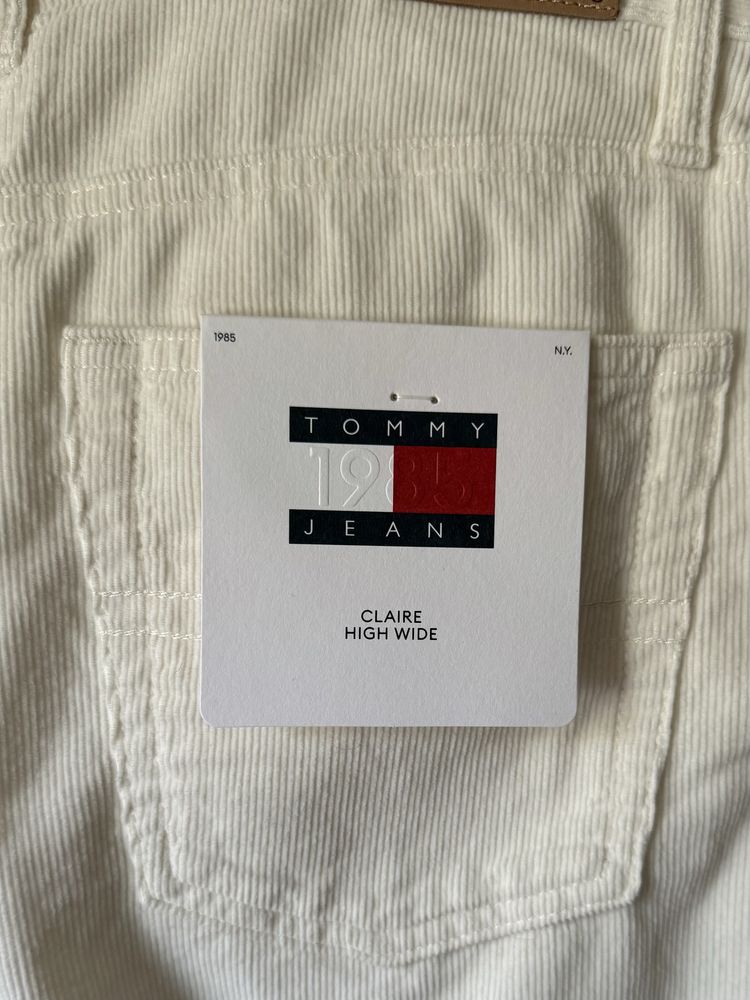 1985
N.Y.
TOMMY
1985
JEANS
CLAIRE
HIGH WIDE